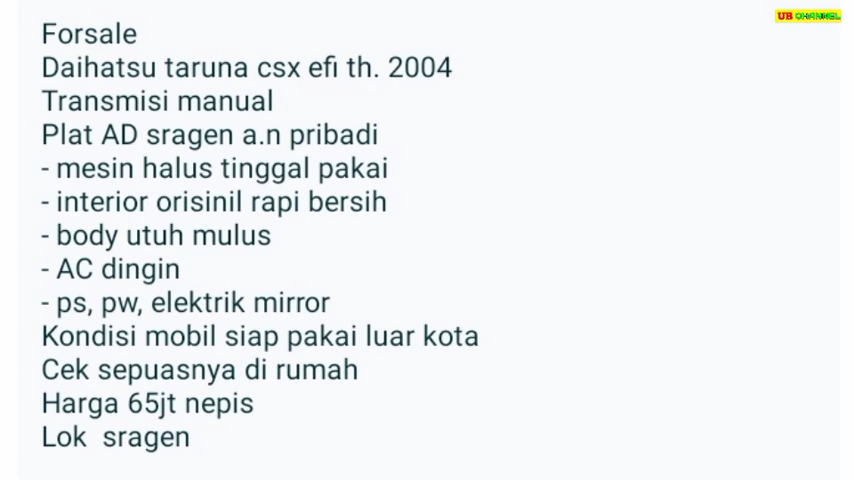 UB CHANNEL
Forsale
Daihatsu taruna csx efi th. 2004
Transmisi manual
Plat AD sragen a.n pribadi
- mesin halus tinggal pakai
- interior orisinil rapi bersih
- body utuh mulus
- AC dingin
- ps, pw, elektrik mirror
Kondisi mobil siap pakai luar kota
Cek sepuasnya di rumah
Harga 65jt nepis
Lok  sragen